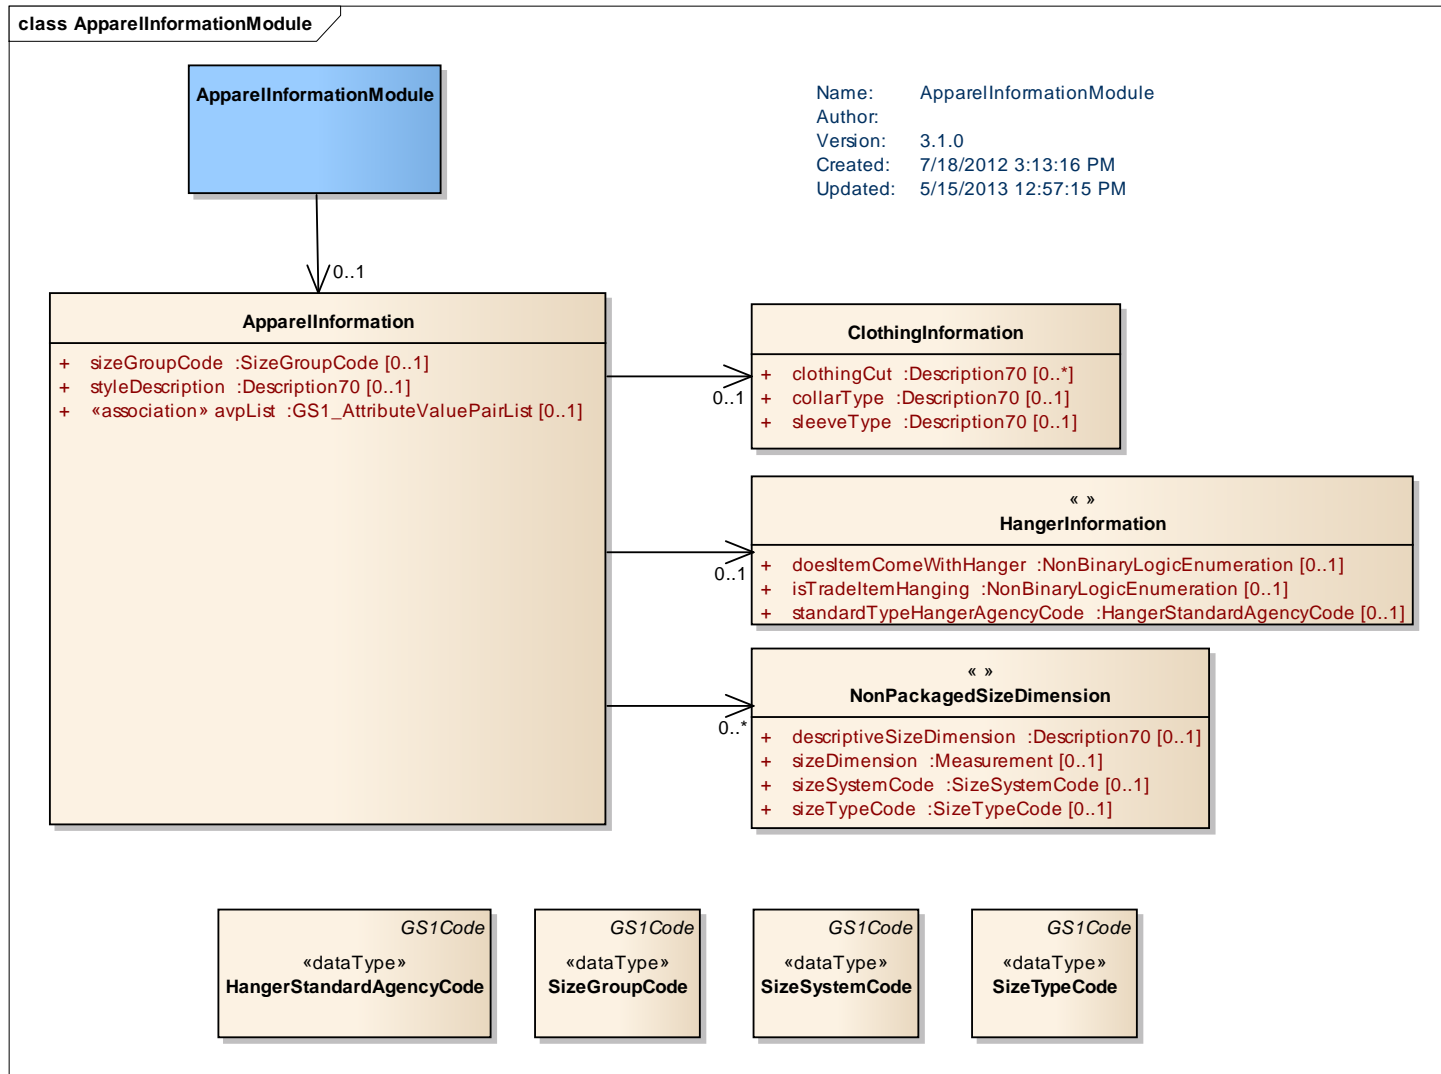 class ApparelInformationModule
ApparelInformationModule
Name: ApparelInformationModule
Author:
Version: 3.1.0
Created: 7/18/2012 3:13:16 PM
Updated: 5/15/2013 12:57:15 PM
0..1
ApparelInformation
+ sizeGroupCode :SizeGroupCode [0..1]
+ styleDescription :Description70 [0..1]
+ «association» avpList :GS1_AttributeValuePairList [0..1]
0..1
ClothingInformation
+ clothingCut :Description70 [0..*]
+ collarType :Description70 [0..1]
+ sleeveType :Description70 [0..1]
0..1
« »
HangerInformation
+ doesItemComeWithHanger :NonBinaryLogicEnumeration [0..1]
+ isTradeItemHanging :NonBinaryLogicEnumeration [0..1]
+ standardTypeHangerAgencyCode :HangerStandardAgencyCode [0..1]
0..*
« »
NonPackagedSizeDimension
+ descriptiveSizeDimension :Description70 [0..1]
+ sizeDimension :Measurement [0..1]
+ sizeSystemCode :SizeSystemCode [0..1]
+ sizeTypeCode :SizeTypeCode [0..1]
GS1Code
«dataType»
HangerStandardAgencyCode
GS1Code
«dataType»
SizeGroupCode
GS1Code
«dataType»
SizeSystemCode
GS1Code
«dataType»
SizeTypeCode